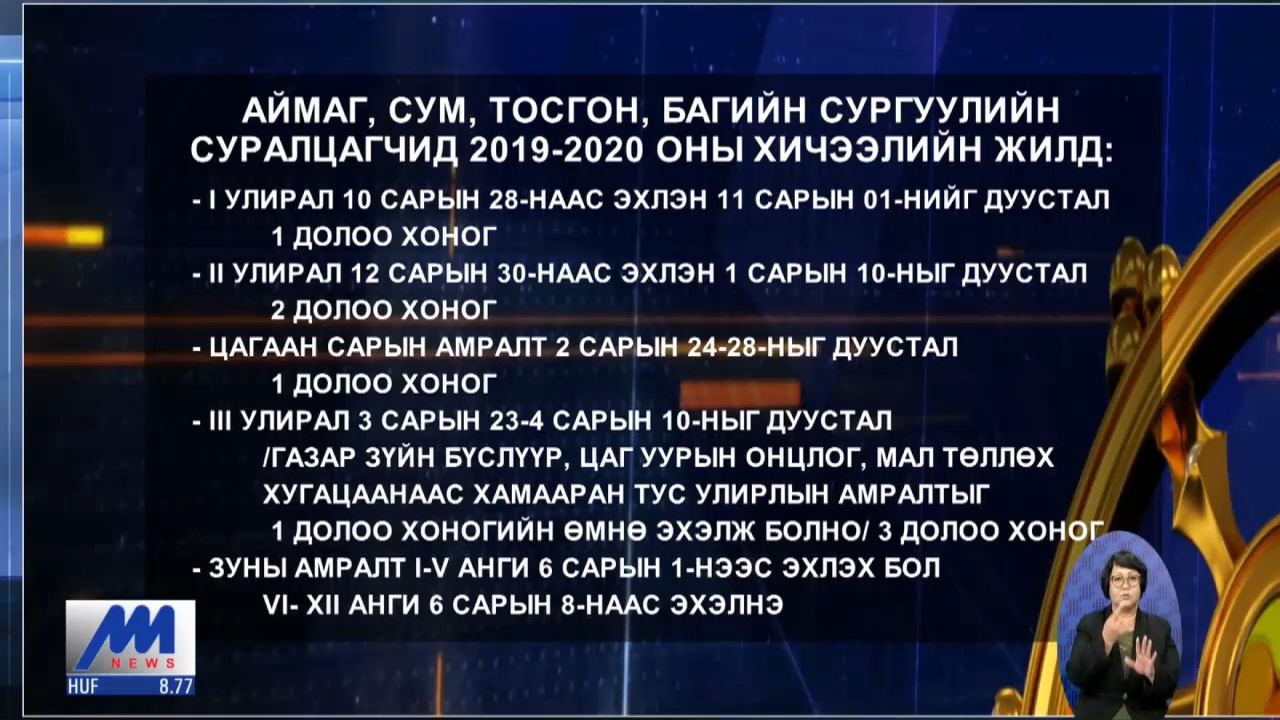 АЙМАГ, СУМ, ТОСГОН, БАГИЙН СУРГУУЛИЙН
СУРАЛЦАГЧИД 2019-2020 ОНЫ ХИЧЭЭЛИЙН ЖИЛД:
- I УЛИРАЛ 10 САРЫН 28-НААС ЭХЛЭН 11 САРЫН 01-НИЙГ ДУУСТАЛ
1 ДОЛОО ХОНОГ
- II УЛИРАЛ 12 САРЫН 30-НААС ЭХЛЭН 1 САРЫН 10-НЫГ ДУУСТАЛ
2 ДОЛОО ХОНОГ
- ЦАГААН САРЫН АМРАЛТ 2 САРЫН 24-28-НЫГ ДУУСТАЛ
1 ДОЛОО ХОНОГ
- III УЛИРАЛ 3 САРЫН 23-4 САРЫН 10-НЫГ ДУУСТАЛ
/ГАЗАР ЗҮЙН БҮСЛҮҮР, ЦАГ УУРЫН ОНЦЛОГ, МАЛ ТӨЛЛӨХ
ХУГАЦААНААС ХАМААРАН ТУС УЛИРЛЫН АМРАЛТЫГ
1 ДОЛОО ХОНОГИЙН ӨМНӨ ЭХЭЛЖ БОЛНО/ 3 ДОЛОО ХОНОГ
- ЗУНЫ АМРАЛТ I-V АНГИ 6 САРЫН 1-НЭЭС ЭХЛЭХ БОЛ
VI- XII АНГИ 6 САРЫН 8-НААС ЭХЭЛНЭ
M
NEWS
HUF 8.77